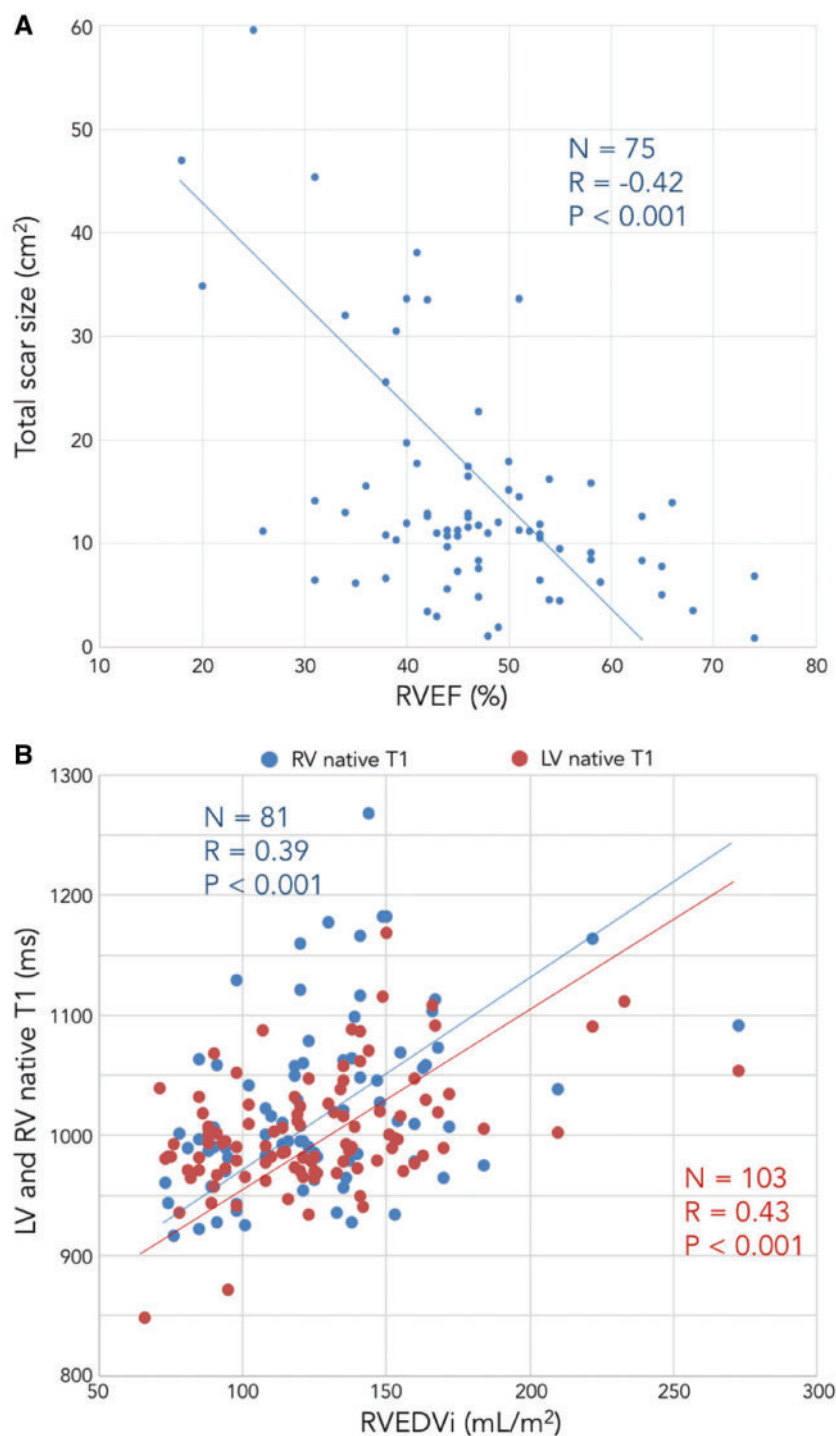 A
60
50
40
30
20
10
0
Total scar size (cm²)
N = 75
R = -0.42
P < 0.001
10 20 30 40 50 60 70 80
RVEF (%)
B
RV native T1 LV native T1
1300
1200
1100
1000
900
800
LV and RV native T1 (ms)
N = 81
R = 0.39
P < 0.001
N = 103
R = 0.43
P < 0.001
50 100 150 200 250 300
RVEDVi (mL/m²)